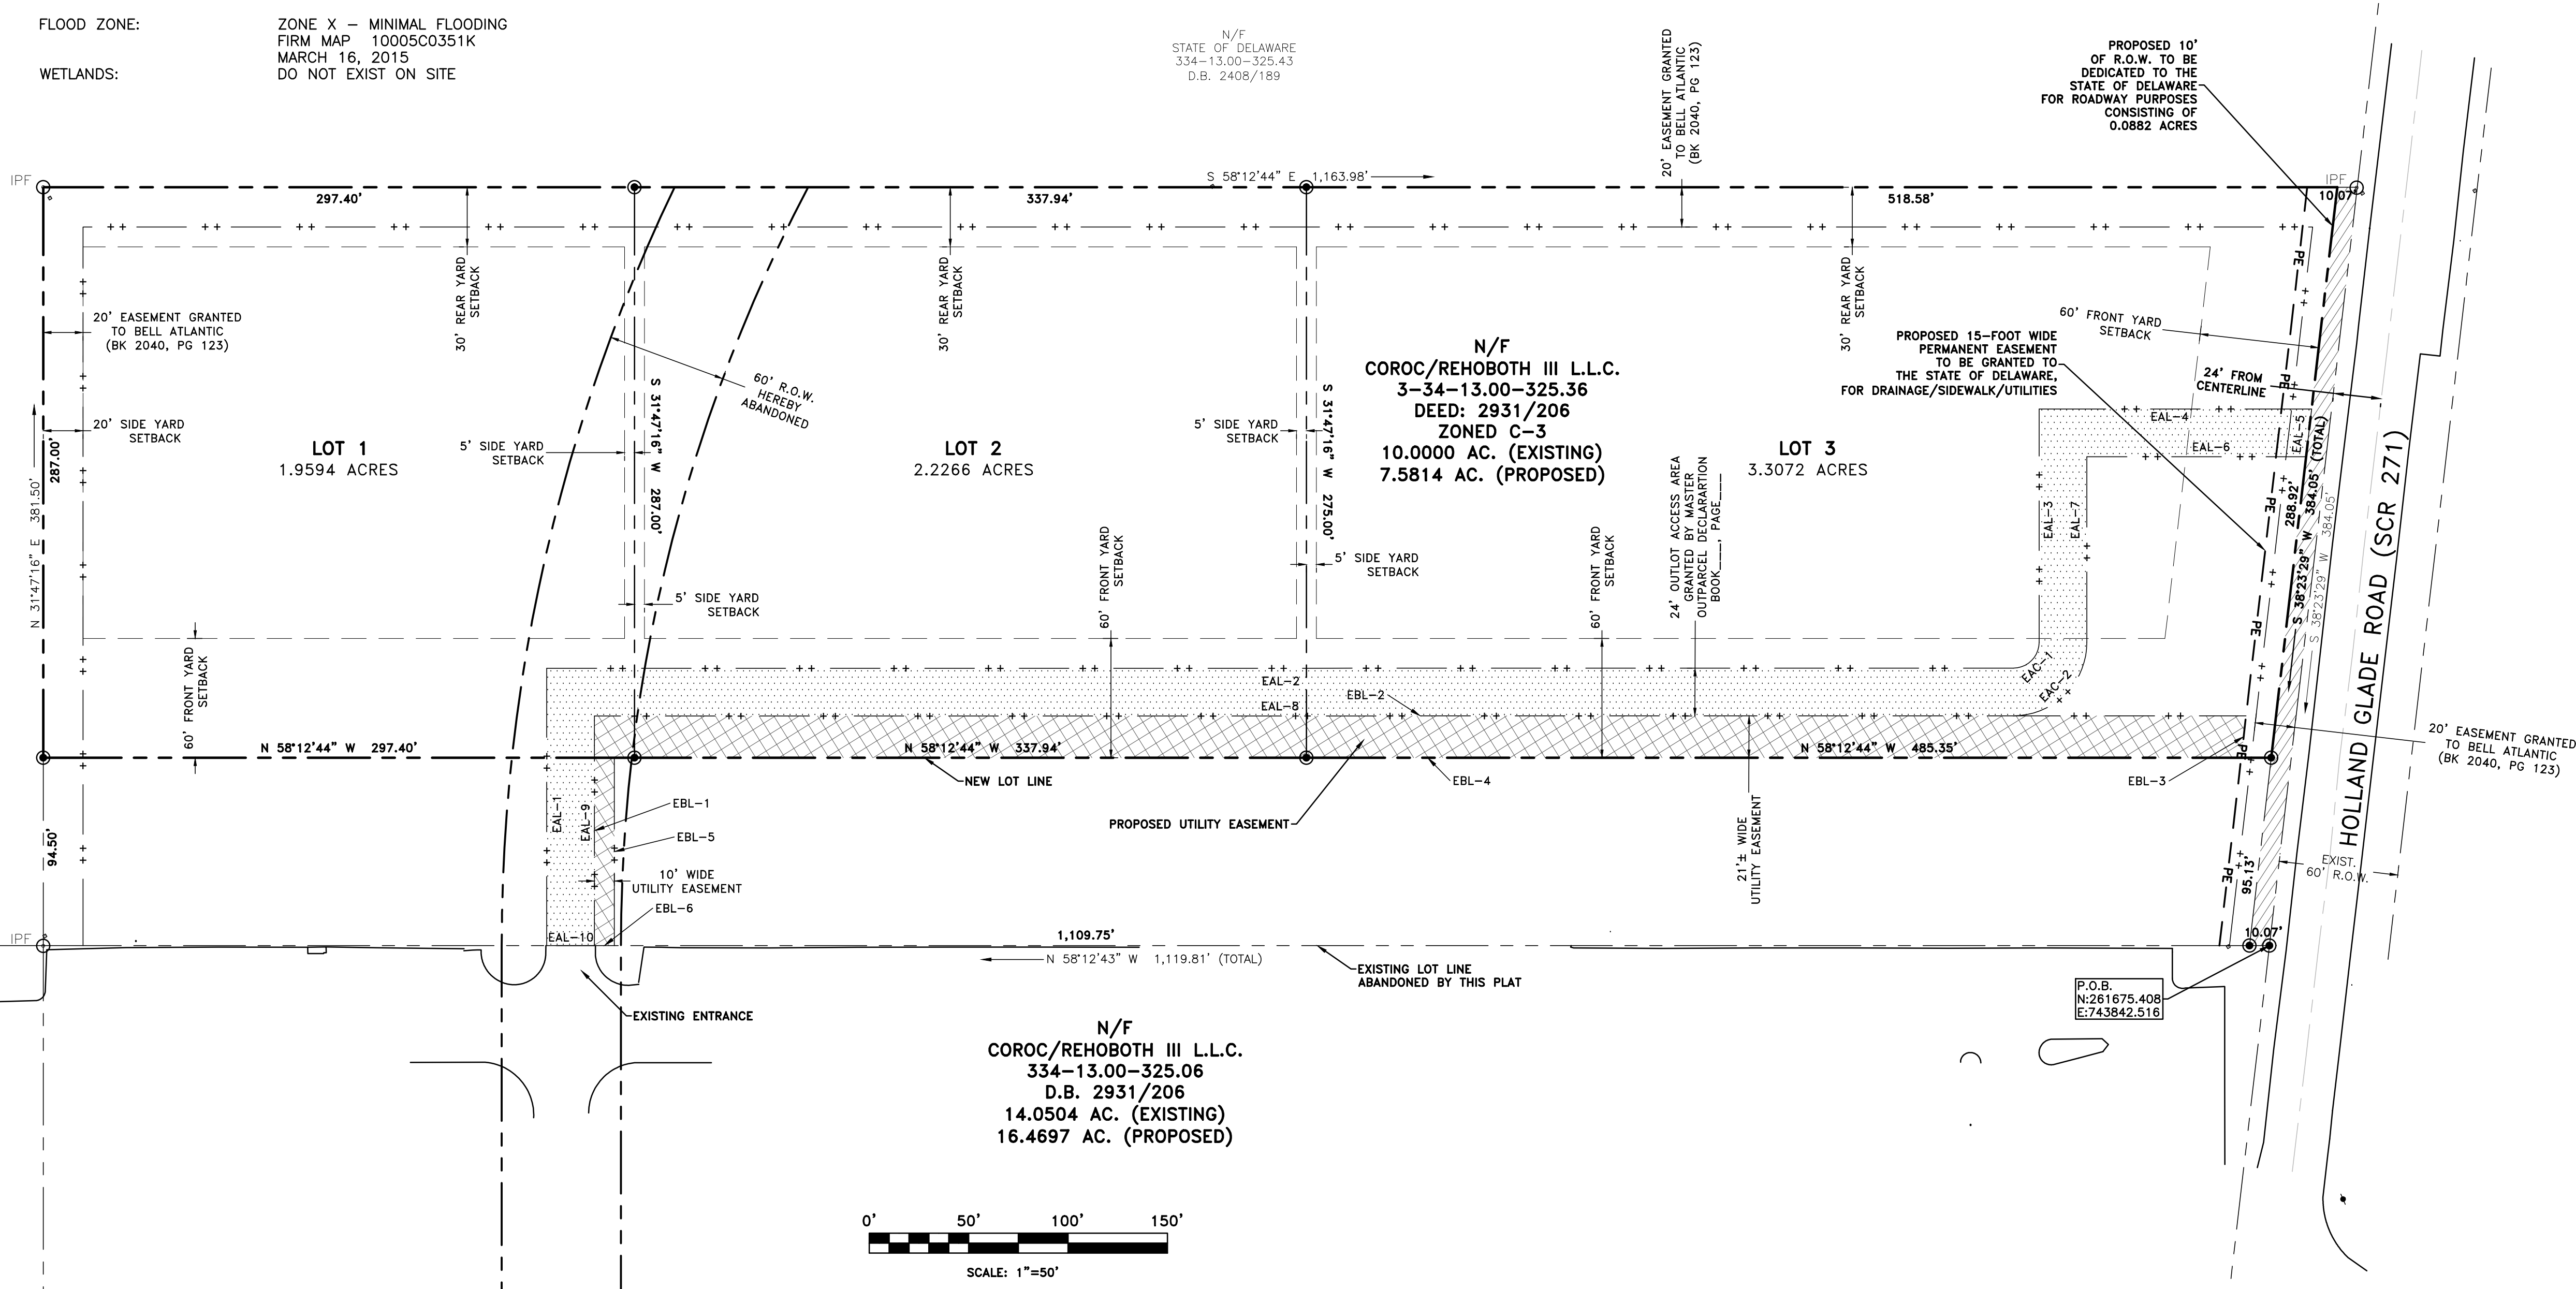 FLOOD ZONE: ZONE X – MINIMAL FLOODING
FIRM MAP 10005C0351K
MARCH 16, 2015
WETLANDS: DO NOT EXIST ON SITE
N/F
STATE OF DELAWARE
334–13.00–325.43
D.B. 2408/189
20' EASEMENT GRANTED
TO BELL ATLANTIC
(BK 2040, PG 123)
PROPOSED 10'
OF R.O.W. TO BE
DEDICATED TO THE
STATE OF DELAWARE
FOR ROADWAY PURPOSES
CONSISTING OF
0.0882 ACRES
IPF
S 58°12'44" E 1,163.98'
IPF
297.40'
337.94'
518.58'
10.07'
30' REAR YARD
SETBACK
30' REAR YARD
SETBACK
30' REAR YARD
SETBACK
PE
20' EASEMENT GRANTED
TO BELL ATLANTIC
(BK 2040, PG 123)
60' FRONT YARD
SETBACK
PROPOSED 15–FOOT WIDE
PERMANENT EASEMENT
TO BE GRANTED TO
THE STATE OF DELAWARE,
FOR DRAINAGE/SIDEWALK/UTILITIES
24' FROM
CENTERLINE
PE
60' R.O.W.
HEREBY
ABANDONED
N/F
COROC/REHOBOTH III L.L.C.
3–34–13.00–325.36
DEED: 2931/206
ZONED C–3
10.0000 AC. (EXISTING)
7.5814 AC. (PROPOSED)
N 31°47'16" E 381.50'
287.00'
20' SIDE YARD
SETBACK
LOT 1
1.9594 ACRES
5' SIDE YARD
SETBACK
S 31°47'16" W 287.00'
LOT 2
2.2266 ACRES
5' SIDE YARD
SETBACK
S 31°47'16" W 275.00'
LOT 3
3.3072 ACRES
EAL–4
EAL–5
EAL–6
EAL–3
EAL–7
PE
288.92'
S 38°23'29" W 384.05' (TOTAL)
S 38°23'29" W 384.05'
HOLLAND GLADE ROAD (SCR 271)
5' SIDE YARD
SETBACK
5' SIDE YARD
SETBACK
60' FRONT YARD
SETBACK
60' FRONT YARD
SETBACK
60' FRONT YARD
SETBACK
24' OUTLOT ACCESS AREA
GRANTED BY MASTER
OUTPARCEL DECLARARTION
BOOK___, PAGE___
PE
EAC–1
EAC–2
EAL–2
EBL–2
EAL–8
N 58°12'44" W 297.40'
N 58°12'44" W 337.94'
N 58°12'44" W 485.35'
PE
20' EASEMENT GRANTED
TO BELL ATLANTIC
(BK 2040, PG 123)
NEW LOT LINE
EBL–4
EBL–3
EAL–1
EAL–9
EBL–1
EBL–5
PROPOSED UTILITY EASEMENT
21'± WIDE
UTILITY EASEMENT
94.50'
10' WIDE
UTILITY EASEMENT
EBL–6
PE
95.13'
EXIST.
60' R.O.W.
IPF
EAL–10
1,109.75'
10.07'
N 58°12'43" W 1,119.81' (TOTAL)
EXISTING LOT LINE
ABANDONED BY THIS PLAT
P.O.B.
N:261675.408
E:743842.516
EXISTING ENTRANCE
N/F
COROC/REHOBOTH III L.L.C.
334–13.00–325.06
D.B. 2931/206
14.0504 AC. (EXISTING)
16.4697 AC. (PROPOSED)
0' 50' 100' 150'
SCALE: 1"=50'